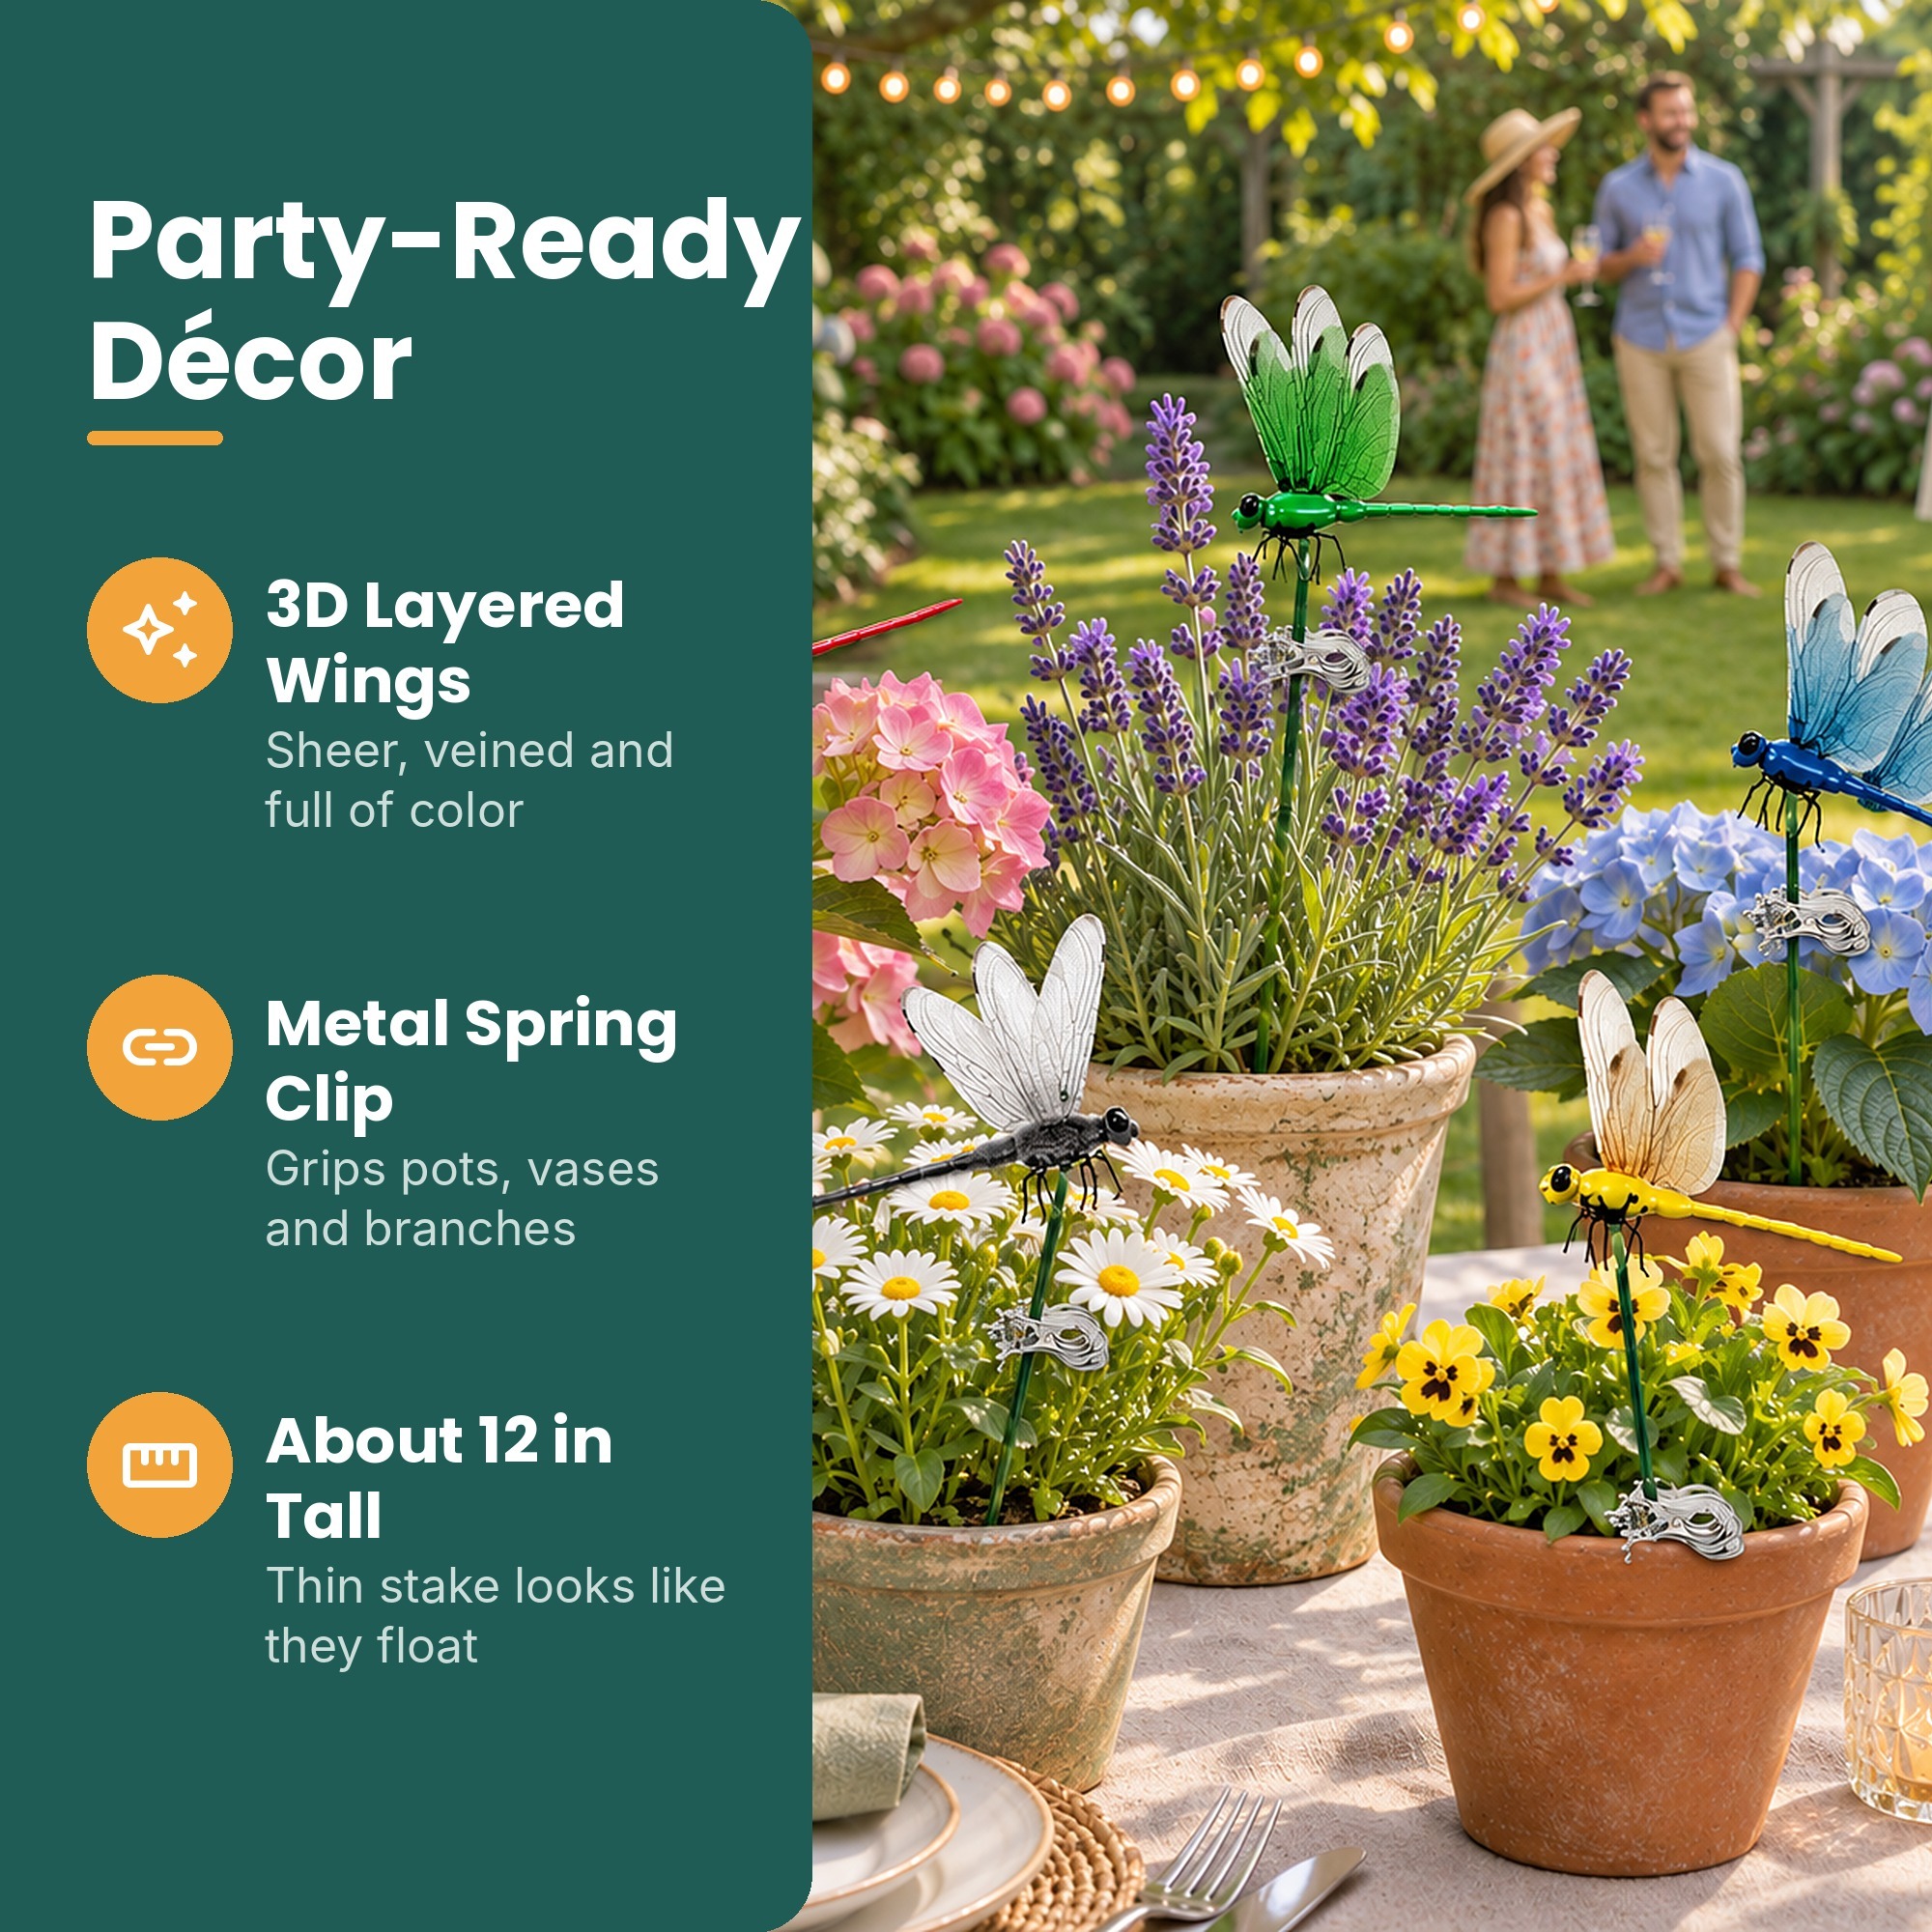 Party-Ready
Décor
3D Layered
Wings
Sheer, veined and
full of color
Metal Spring
Clip
Grips pots, vases
and branches
About 12 in
Tall
Thin stake looks like
they float